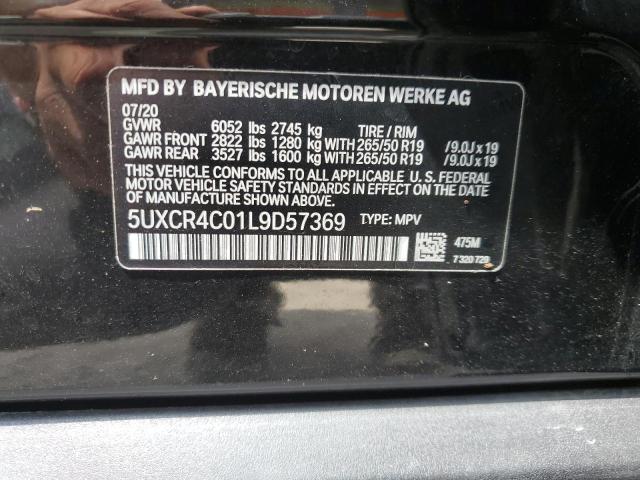 MFD BY BAYERISCHE MOTOREN WERKE AG
07/20
GVWR 6052 lbs 2745 kg TIRE / RIM
GAWR FRONT 2822 lbs 1280 kg WITH 265/50 R19 /9.0J x 19
GAWR REAR 3527 lbs 1600 kg WITH 265/50 R19 /9.0J x 19
THIS VEHICLE CONFORMS TO ALL APPLICABLE U. S. FEDERAL
MOTOR VEHICLE SAFETY STANDARDS IN EFFECT ON THE
DATE OF MANUFACTURE SHOWN ABOVE.
5UXCR4C01L9D57369 TYPE: MPV
475M
7 320 729